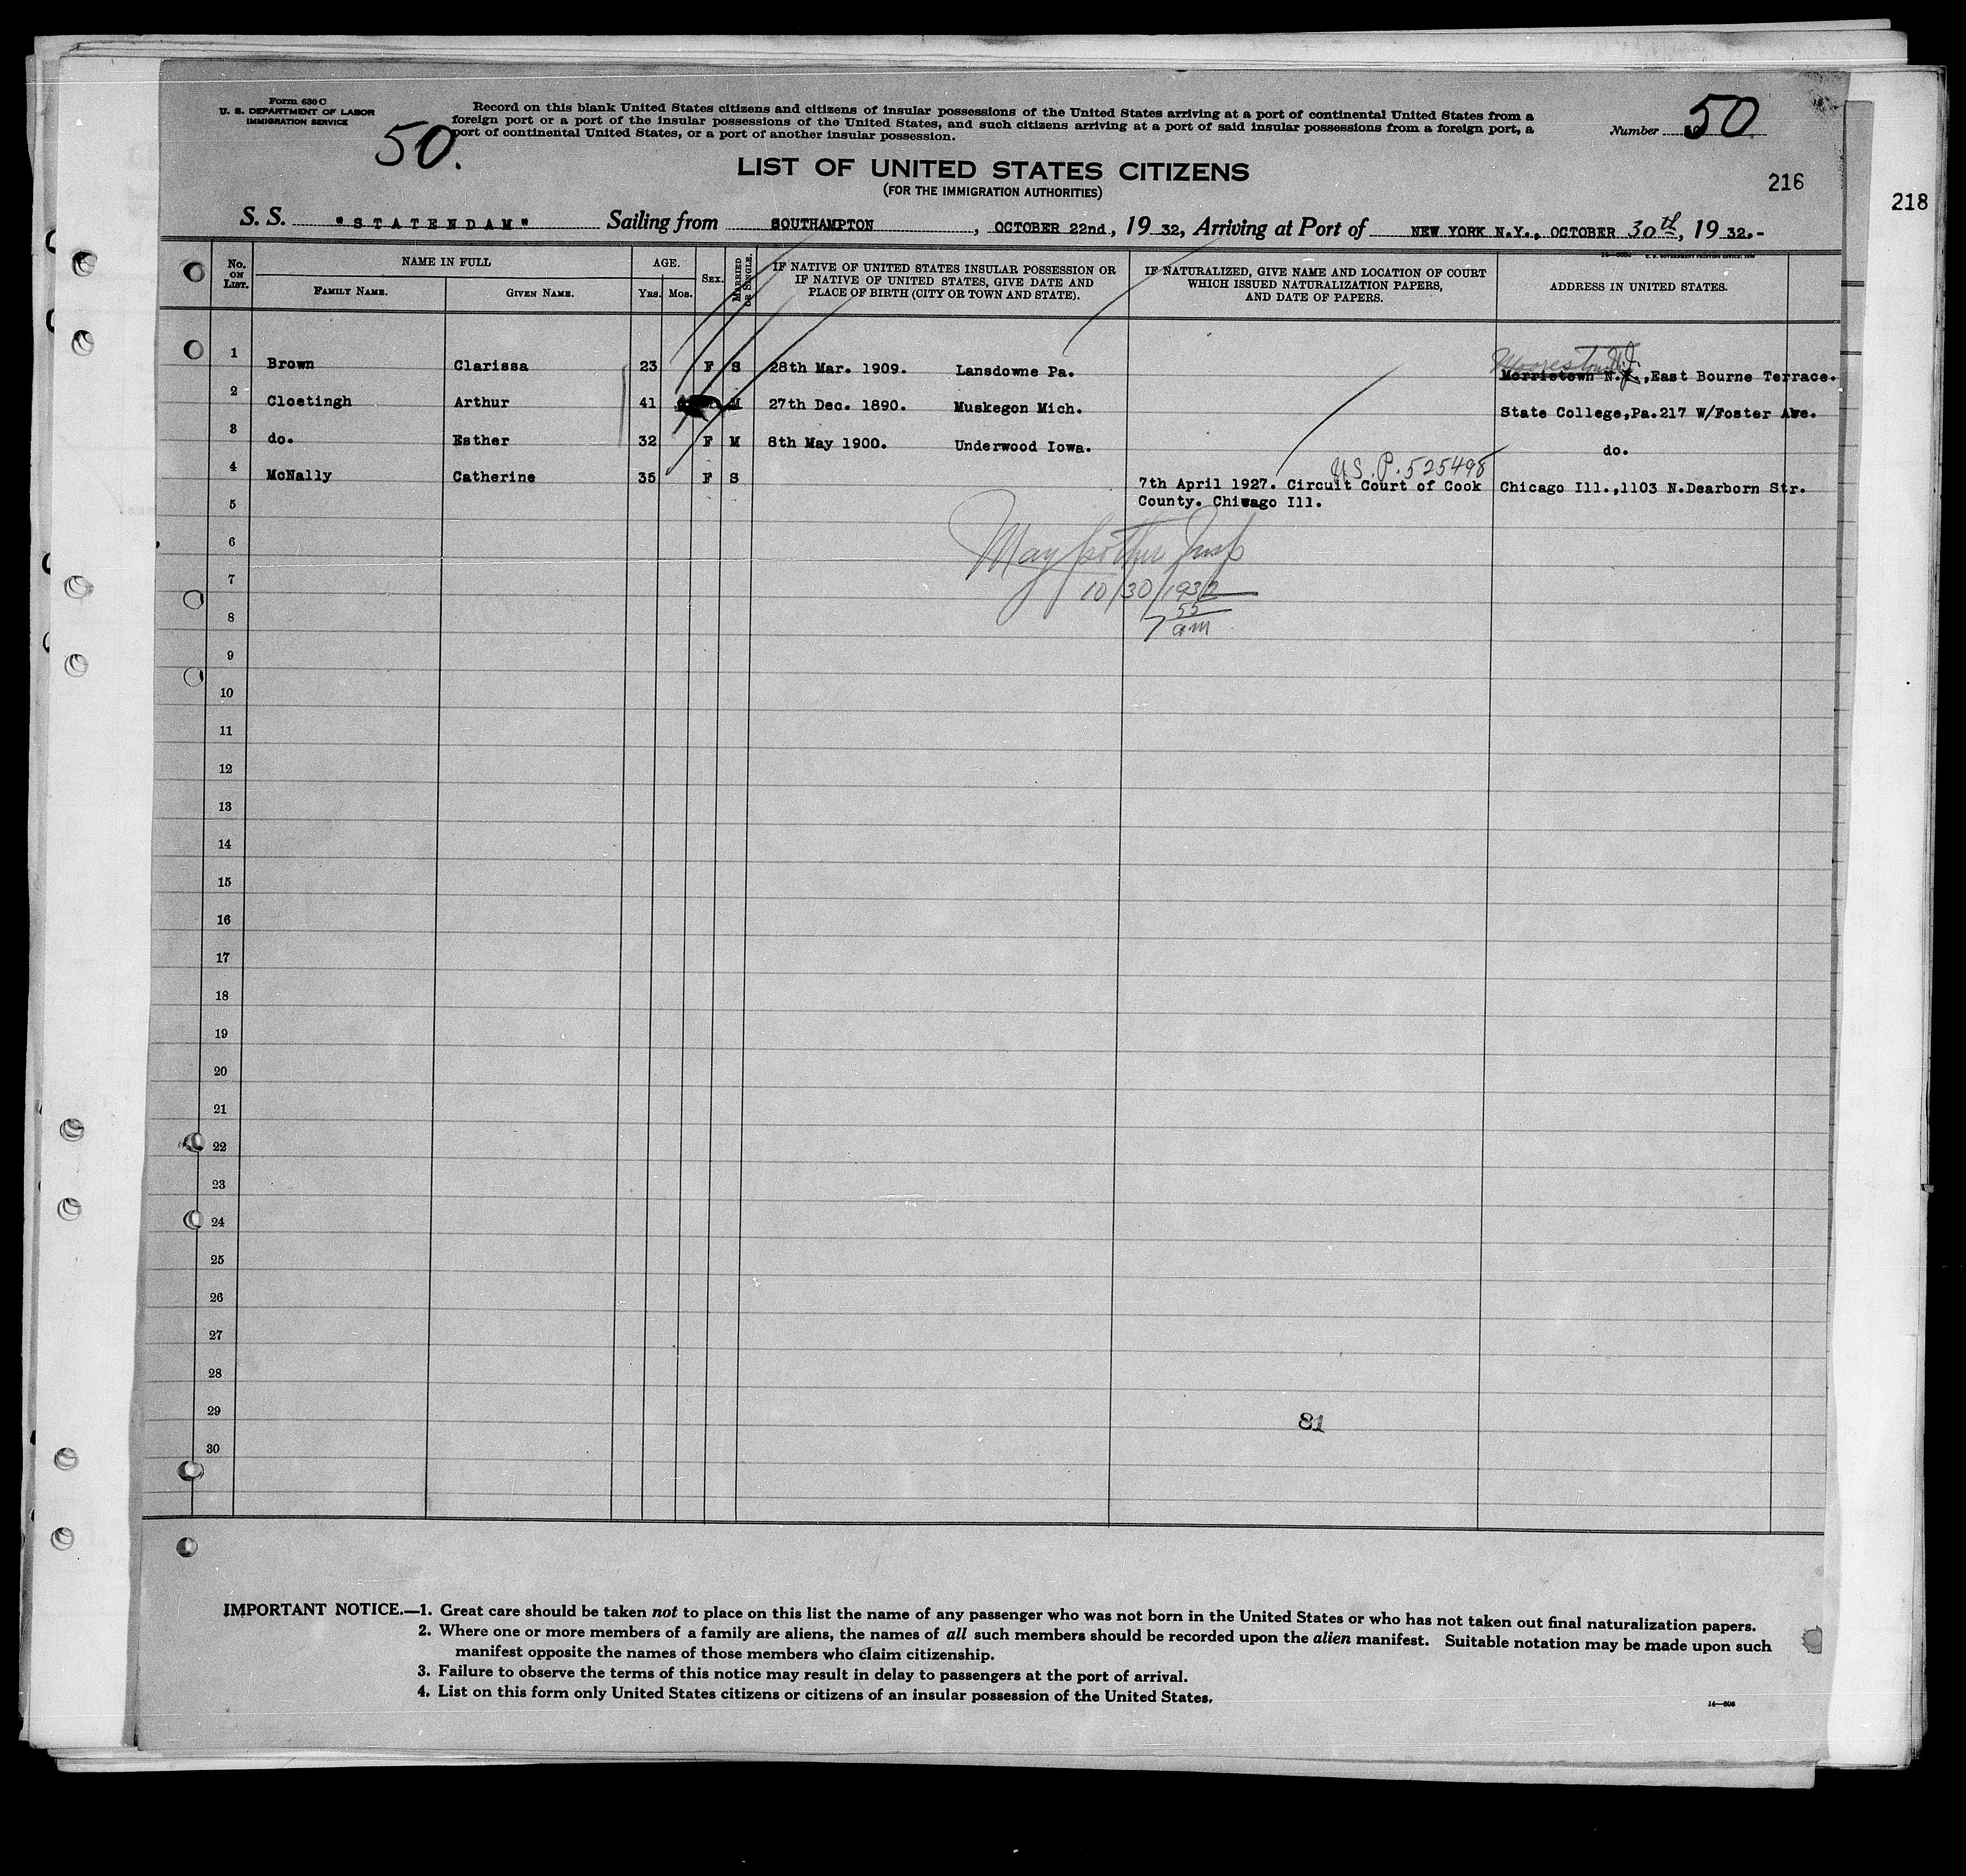 Form 630 C
U. S. DEPARTMENT OF LABOR
IMMIGRATION SERVICE
50.
Record on this blank United States citizens and citizens of insular possessions of the United States arriving at a port of continental United States from a
foreign port or a port of the insular possessions of the United States, and such citizens arriving at a port of said insular possessions from a foreign port, a
port of continental United States, or a port of another insular possession.
Number 50
LIST OF UNITED STATES CITIZENS
(FOR THE IMMIGRATION AUTHORITIES)
216
218
S. S. "STATENDAM" Sailing from SOUTHAMPTON, OCTOBER 22nd, 19 32, Arriving at Port of NEW YORK N.Y., OCTOBER 30th, 19 32.-
No. ON LIST.
NAME IN FULL
FAMILY NAME.
GIVEN NAME.
AGE.
YRS.
MOS.
SEX.
MARRIED OR SINGLE.
IF NATIVE OF UNITED STATES INSULAR POSSESSION OR
IF NATIVE OF UNITED STATES, GIVE DATE AND
PLACE OF BIRTH (CITY OR TOWN AND STATE).
IF NATURALIZED, GIVE NAME AND LOCATION OF COURT
WHICH ISSUED NATURALIZATION PAPERS,
AND DATE OF PAPERS.
ADDRESS IN UNITED STATES.
Moorestown N.J.
1 Brown Clarissa 23 F S 28th Mar. 1909. Lansdowne Pa. Morristown N.J.,East Bourne Terrace.
2 Cloetingh Arthur 41 M 27th Dec. 1890. Muskegon Mich. State College,Pa.217 W/Foster Ave.
3 do. Esther 32 F M 8th May 1900. Underwood Iowa. do.
U.S.P. 525498
4 McNally Catherine 35 F S 7th April 1927. Circuit Court of Cook Chicago Ill.,1103 N.Dearborn Str.
County. Chicago Ill.
5
6
May Insp
7
10/30/1932
8
7 55 am
9
10
11
12
13
14
15
16
17
18
19
20
21
22
23
24
25
26
27
28
29
81
30
IMPORTANT NOTICE.—1. Great care should be taken not to place on this list the name of any passenger who was not born in the United States or who has not taken out final naturalization papers.
2. Where one or more members of a family are aliens, the names of all such members should be recorded upon the alien manifest. Suitable notation may be made upon such
manifest opposite the names of those members who claim citizenship.
3. Failure to observe the terms of this notice may result in delay to passengers at the port of arrival.
4. List on this form only United States citizens or citizens of an insular possession of the United States.